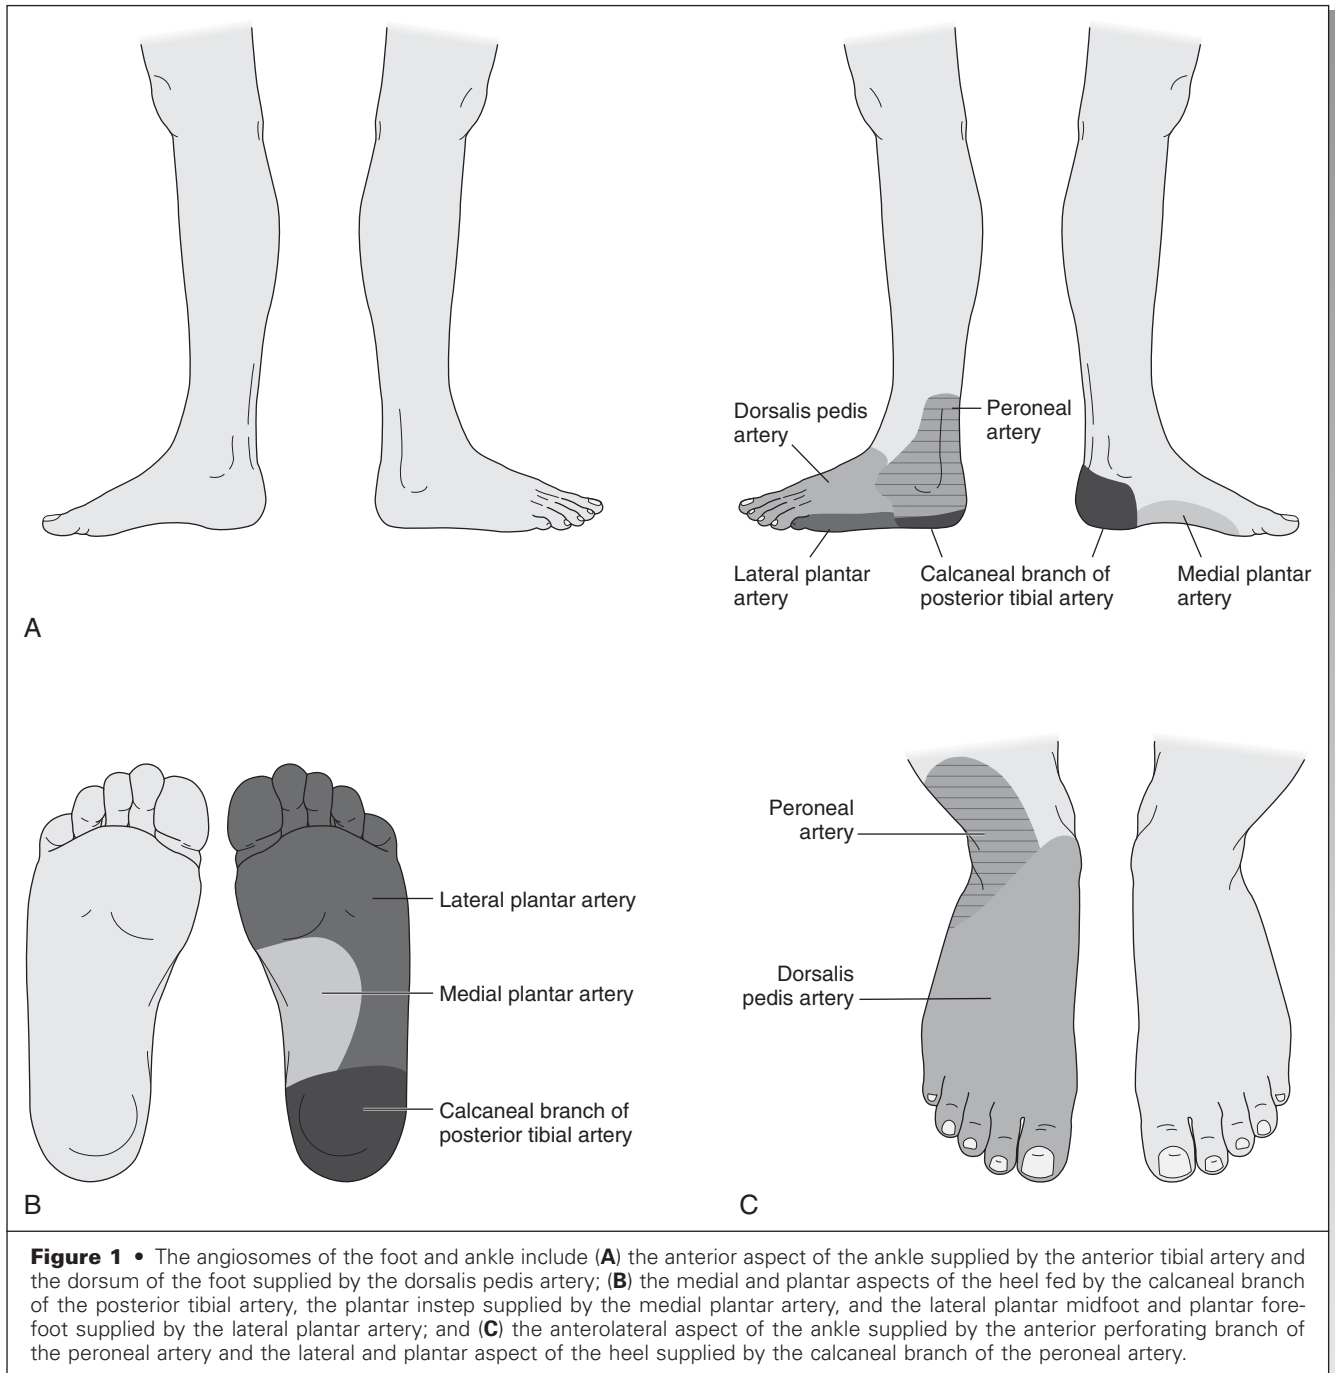 Dorsalis pedis
artery
Peroneal
artery
Lateral plantar
artery
Calcaneal branch of
posterior tibial artery
Medial plantar
artery
A
Lateral plantar artery
Medial plantar artery
Calcaneal branch of
posterior tibial artery
B
Peroneal
artery
Dorsalis
pedis artery
C
Figure 1 • The angiosomes of the foot and ankle include (A) the anterior aspect of the ankle supplied by the anterior tibial artery and
the dorsum of the foot supplied by the dorsalis pedis artery; (B) the medial and plantar aspects of the heel fed by the calcaneal branch
of the posterior tibial artery, the plantar instep supplied by the medial plantar artery, and the lateral plantar midfoot and plantar fore-
foot supplied by the lateral plantar artery; and (C) the anterolateral aspect of the ankle supplied by the anterior perforating branch of
the peroneal artery and the lateral and plantar aspect of the heel supplied by the calcaneal branch of the peroneal artery.